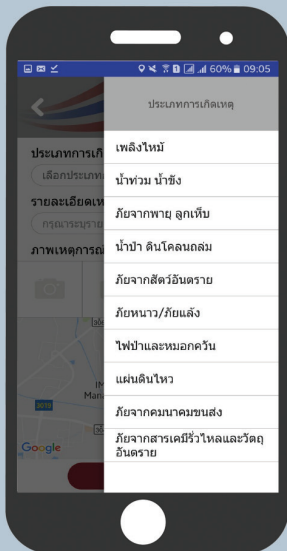 60% 09:05
ประเภทการเกิดเหตุ
ประเภทการเกิ
เลือกประเภท
รายละเอียดเห
กรุณาระบุราย
ภาพเหตุการณ์
เพลิงไหม้
น้ำท่วม น้ำขัง
ภัยจากพายุ ลูกเห็บ
น้ำป่า ดินโคลนถล่ม
ภัยจากสัตว์อันตราย
ภัยหนาว/ภัยแล้ง
ไฟป่าและหมอกควัน
แผ่นดินไหว
ภัยจากคมนาคมขนส่ง
ภัยจากสารเคมีรั่วไหลและวัตถุ
อันตราย
IM
Maria
3019
Google